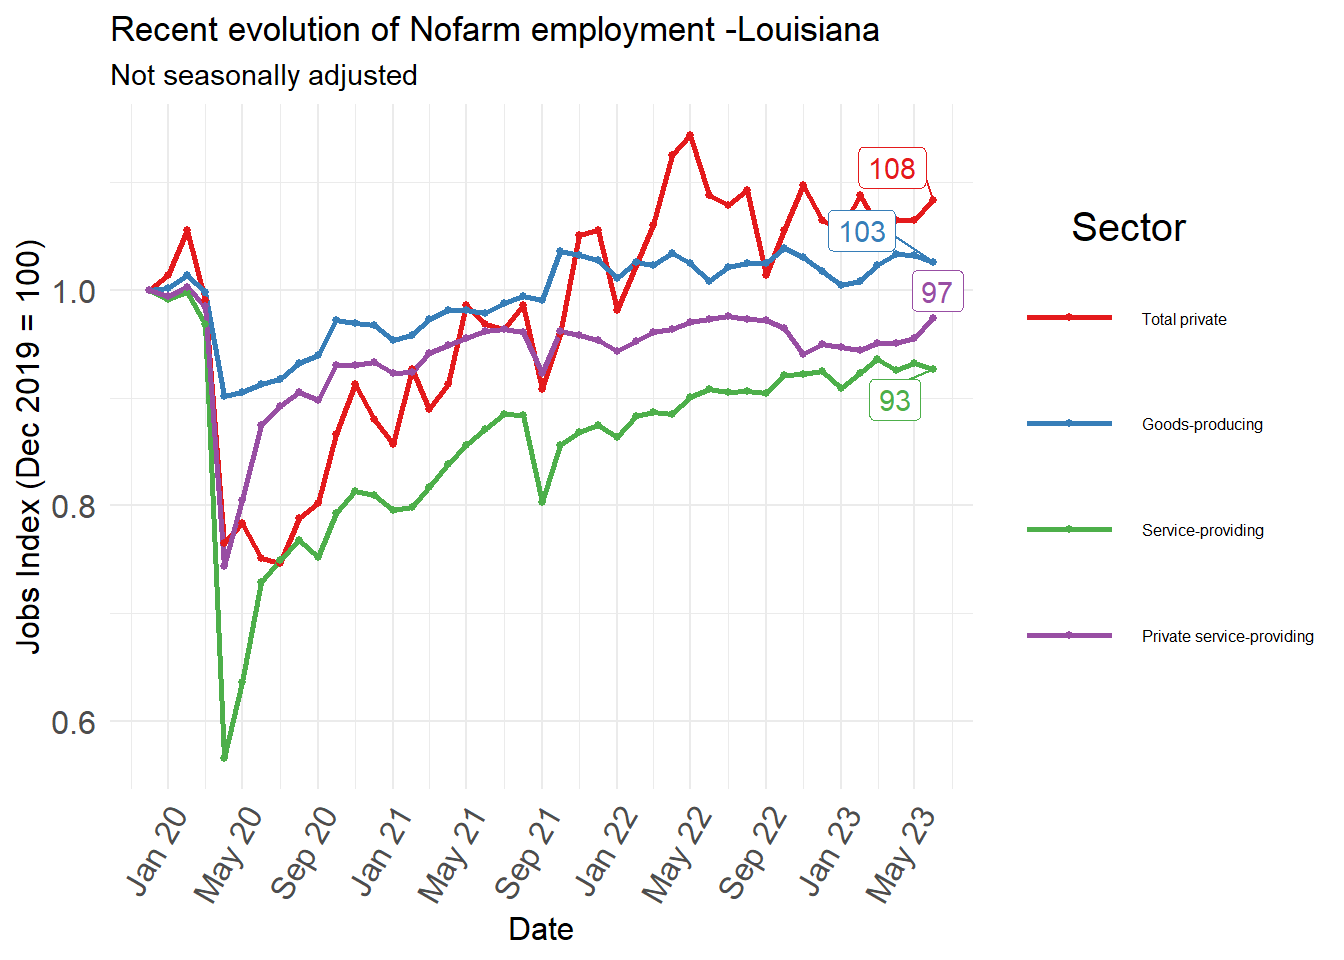 Recent evolution of Nofarm employment -Louisiana
Not seasonally adjusted
Jobs Index (Dec 2019 = 100)
1.0
0.8
0.6
108
103
97
93
Jan 20
May 20
Sep 20
Jan 21
May 21
Sep 21
Jan 22
May 22
Sep 22
Jan 23
May 23
Date
Sector
Total private
Goods-producing
Service-providing
Private service-providing